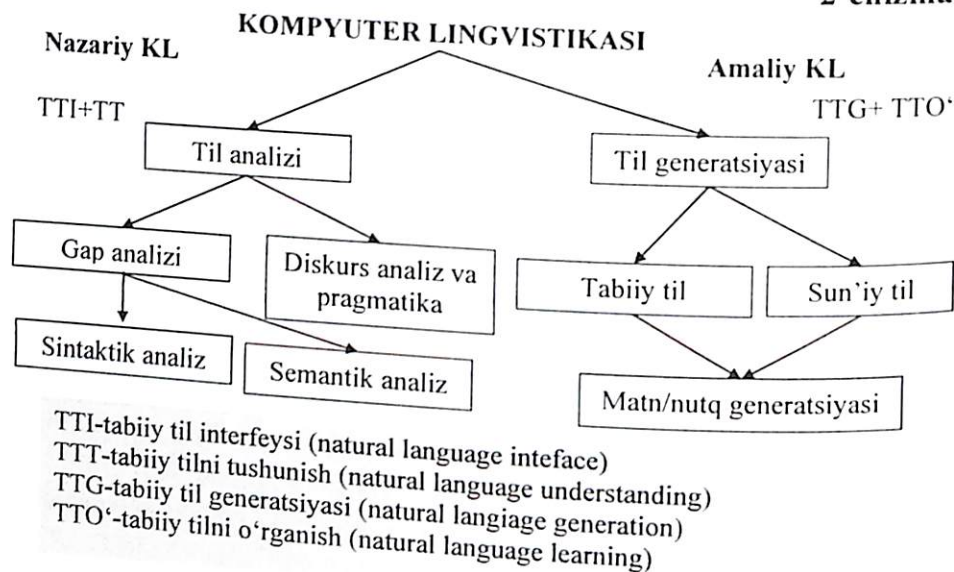 KOMPYUTER LINGVISTIKASI
Nazariy KL
Amaliy KL
TTI+TT
TTG+ TTO‘
Til analizi
Til generatsiyasi
Gap analizi
Diskurs analiz va
pragmatika
Tabiiy til
Sun’iy til
Sintaktik analiz
Semantik analiz
Matn/nutq generatsiyasi
TTI-tabiiy til interfeysi (natural language inteface)
TTT-tabiiy tilni tushunish (natural language understanding)
TTG-tabiiy til generatsiyasi (natural langiage generation)
TTO‘-tabiiy tilni o‘rganish (natural language learning)